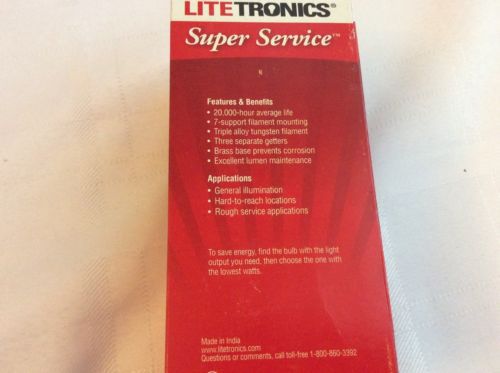 LITETRONICS®
Super Service™
Features & Benefits
• 20,000-hour average life
• 7-support filament mounting
• Triple alloy tungsten filament
• Three separate getters
• Brass base prevents corrosion
• Excellent lumen maintenance
Applications
• General illumination
• Hard-to-reach locations
• Rough service applications
To save energy, find the bulb with the light
output you need, then choose the one with
the lowest watts.
Made in India
www.litetronics.com
Questions or comments, call toll-free 1-800-860-3392